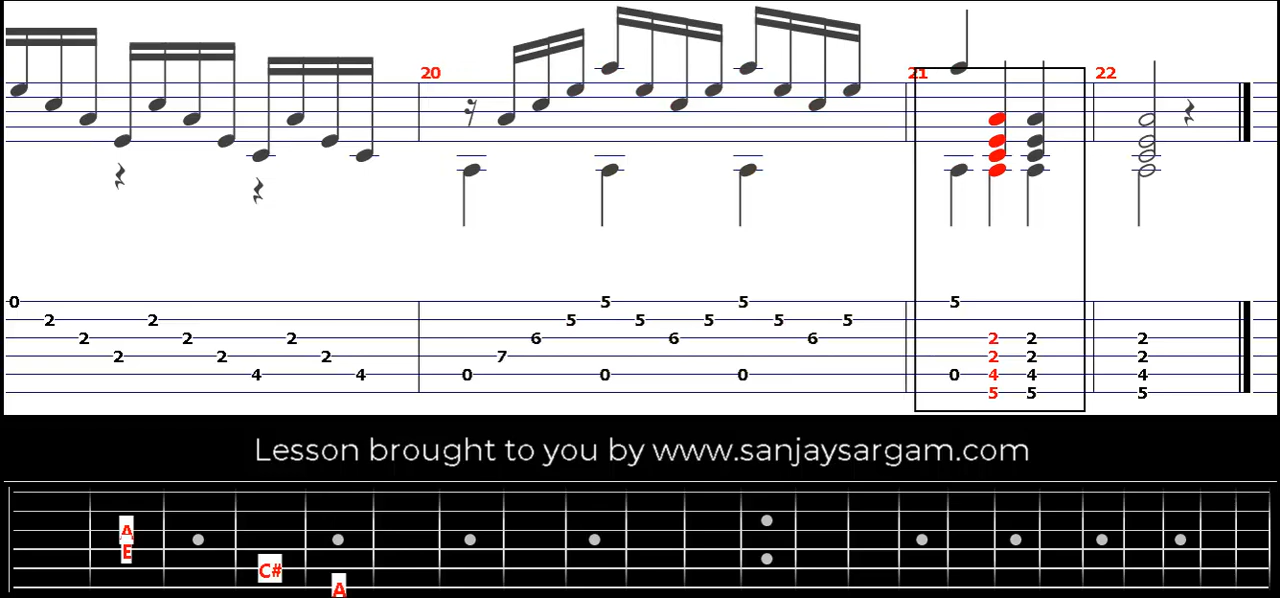 20 21 22
0 5 5 5
2 2 5 5 5 5 5
2 2 2 6 6 6 2 2 2
2 2 2 7 2 2 2
4 4 0 0 0 0 4 4 4
5 5 5
Lesson brought to you by www.sanjaysargam.com
A
E
C#
A